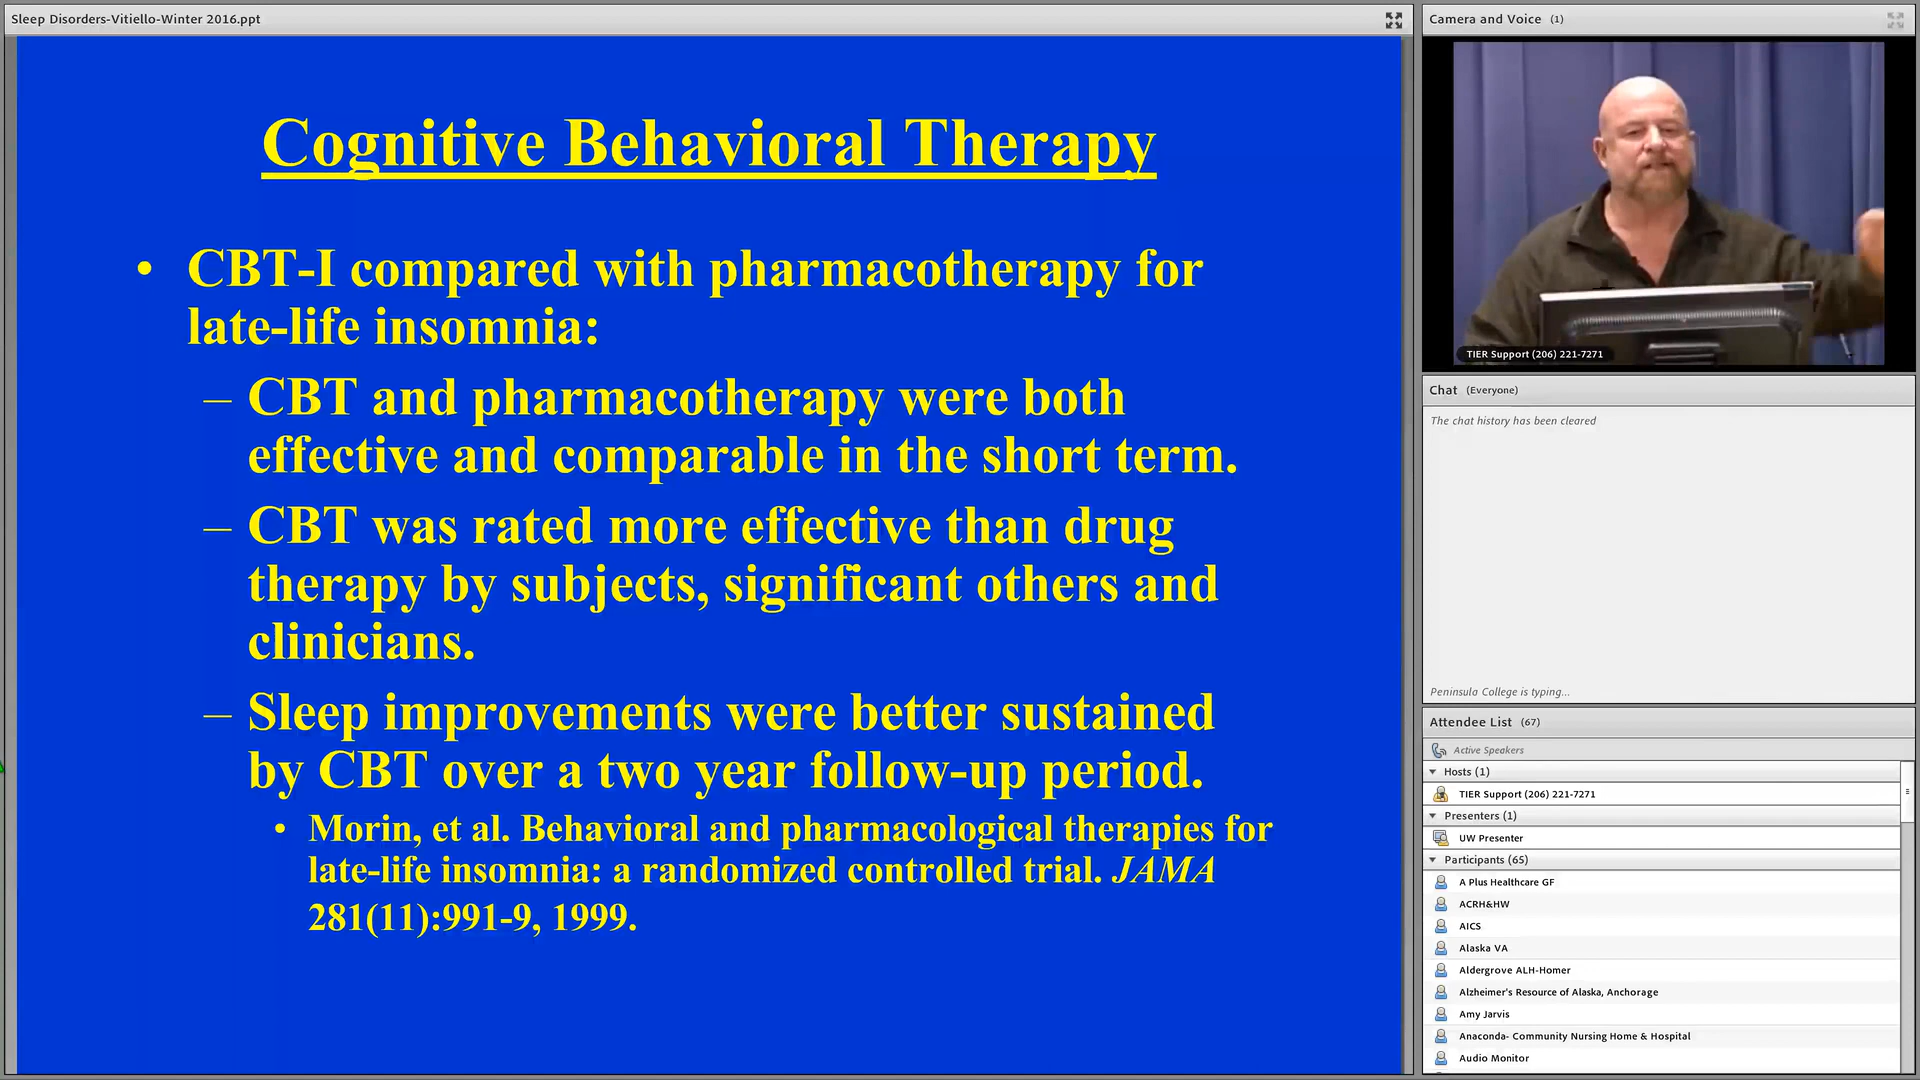 Sleep Disorders-Vitiello-Winter 2016.ppt
Cognitive Behavioral Therapy
• CBT-I compared with pharmacotherapy for
late-life insomnia:
– CBT and pharmacotherapy were both
effective and comparable in the short term.
– CBT was rated more effective than drug
therapy by subjects, significant others and
clinicians.
– Sleep improvements were better sustained
by CBT over a two year follow-up period.
• Morin, et al. Behavioral and pharmacological therapies for
late-life insomnia: a randomized controlled trial. JAMA
281(11):991-9, 1999.
Camera and Voice (1)
TIER Support (206) 221-7271
Chat (Everyone)
The chat history has been cleared
Peninsula College is typing...
Attendee List (67)
Active Speakers
Hosts (1)
TIER Support (206) 221-7271
Presenters (1)
UW Presenter
Participants (65)
A Plus Healthcare GF
ACRH&HW
AICS
Alaska VA
Aldergrove ALH-Homer
Alzheimer's Resource of Alaska, Anchorage
Amy Jarvis
Anaconda- Community Nursing Home & Hospital
Audio Monitor